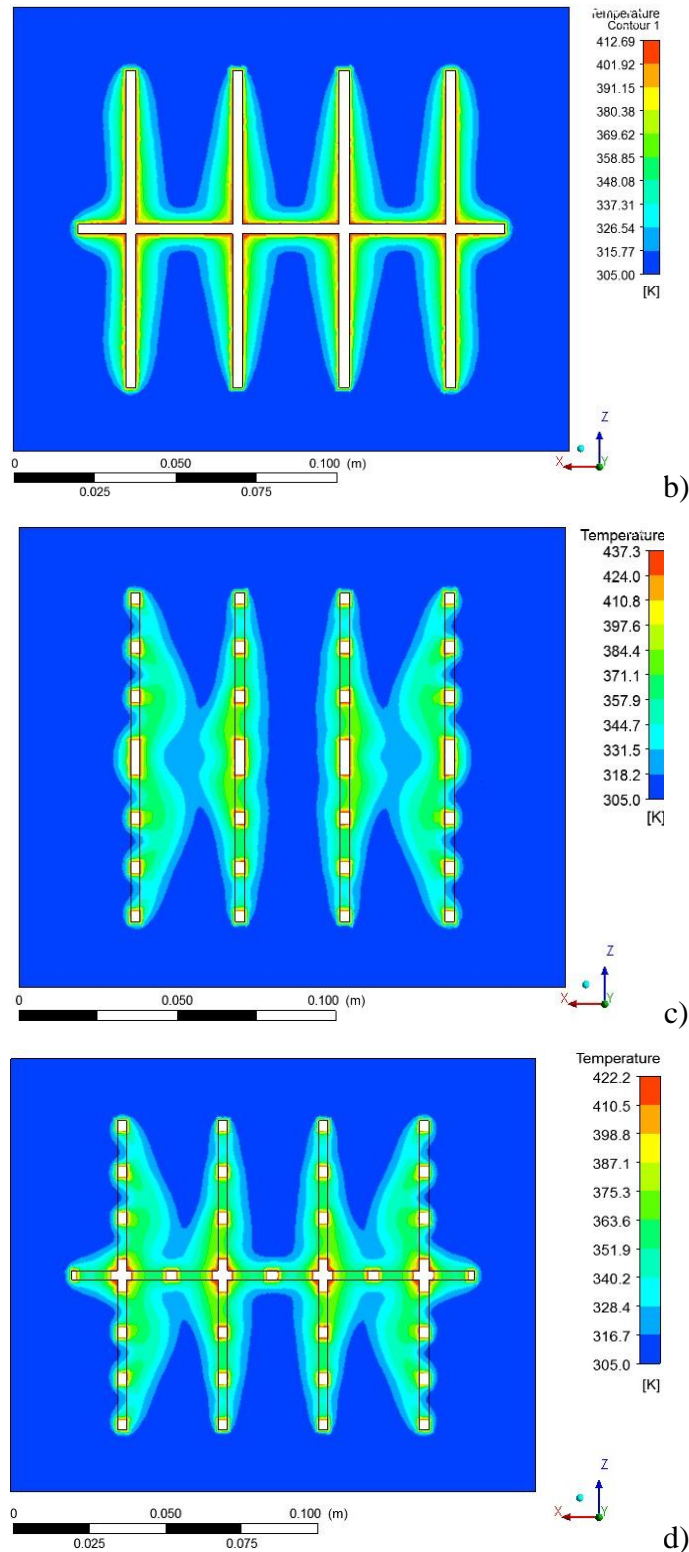 Temperature
Contour 1
412.69
401.92
391.15
380.38
369.62
358.85
348.08
337.31
326.54
315.77
305.00
[K]
Z
X
Y
0 0.050 0.100 (m)
0.025 0.075
b)
Temperature
437.3
424.0
410.8
397.6
384.4
371.1
357.9
344.7
331.5
318.2
305.0
[K]
Z
X
Y
0 0.050 0.100 (m)
c)
Temperature
422.2
410.5
398.8
387.1
375.3
363.6
351.9
340.2
328.4
316.7
305.0
[K]
Z
X
Y
0 0.050 0.100 (m)
0.025 0.075
d)